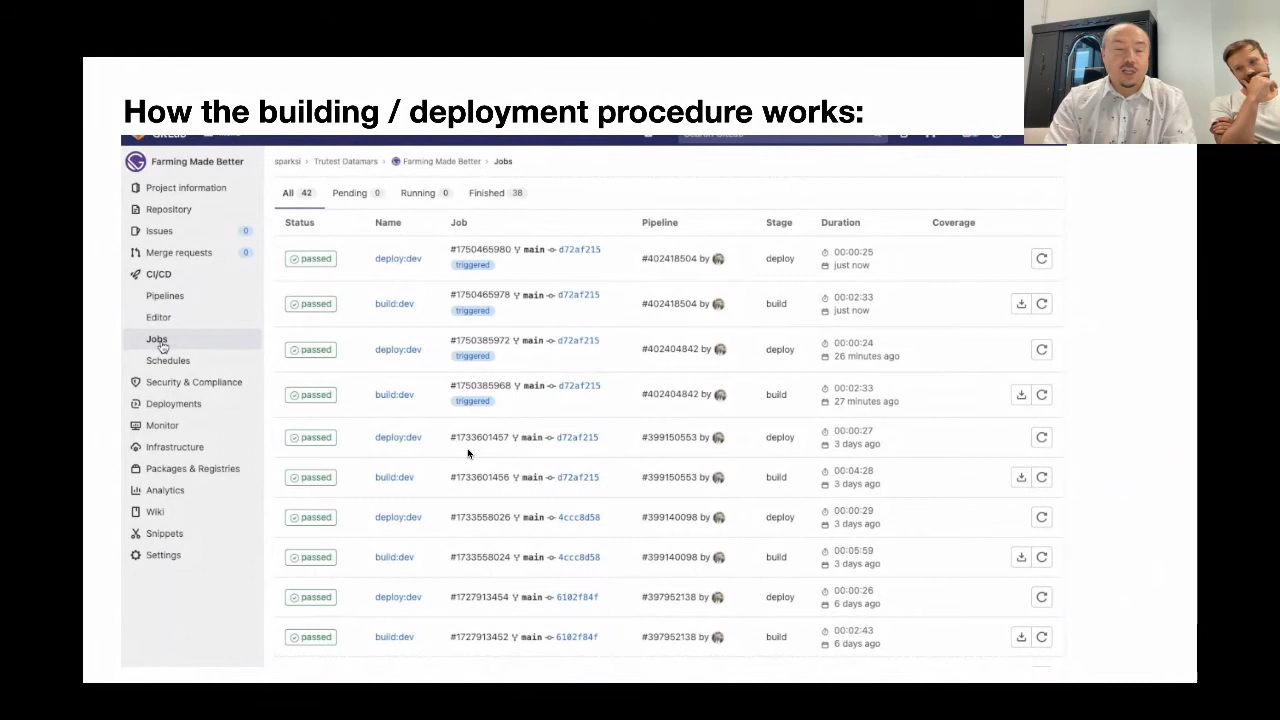 How the building / deployment procedure works:
Farming Made Better
sparksi › Trutest Datamars › Farming Made Better › Jobs
Project information
Repository
Issues 0
Merge requests 0
CI/CD
Pipelines
Editor
Jobs
Schedules
Security & Compliance
Deployments
Monitor
Infrastructure
Packages & Registries
Analytics
Wiki
Snippets
Settings
All 42 Pending 0 Running 0 Finished 38
Status Name Job Pipeline Stage Duration Coverage
passed deploy:dev #1750465980 main d72af215 #402418504 by deploy 00:00:25
triggered just now
passed build:dev #1750465978 main d72af215 #402418504 by build 00:02:33
triggered just now
passed deploy:dev #1750385972 main d72af215 #402404842 by deploy 00:00:24
triggered 26 minutes ago
passed build:dev #1750385968 main d72af215 #402404842 by build 00:02:33
triggered 27 minutes ago
passed deploy:dev #1733601457 main d72af215 #399150553 by deploy 00:00:27
3 days ago
passed build:dev #1733601456 main d72af215 #399150553 by build 00:04:28
3 days ago
passed deploy:dev #1733558026 main 4ccc8d58 #399140098 by deploy 00:00:29
3 days ago
passed build:dev #1733558024 main 4ccc8d58 #399140098 by build 00:05:59
3 days ago
passed deploy:dev #1727913454 main 6102f84f #397952138 by deploy 00:00:26
6 days ago
passed build:dev #1727913452 main 6102f84f #397952138 by build 00:02:43
6 days ago